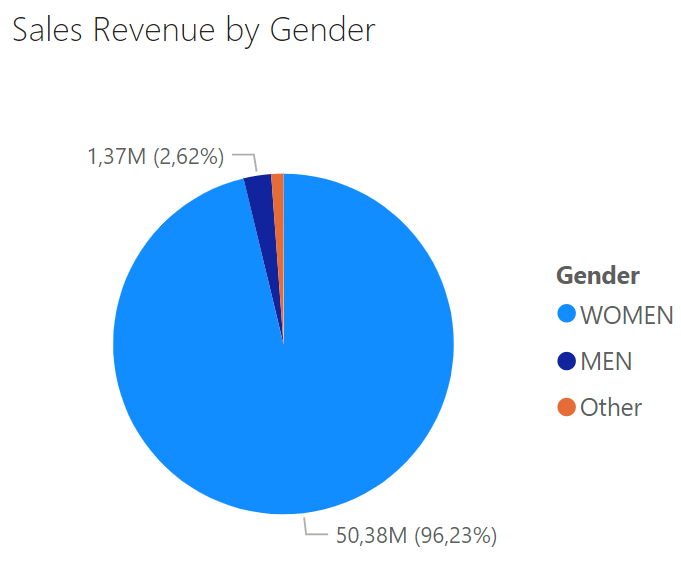 Sales Revenue by Gender
1,37M (2,62%)
Gender
WOMEN
MEN
Other
50,38M (96,23%)